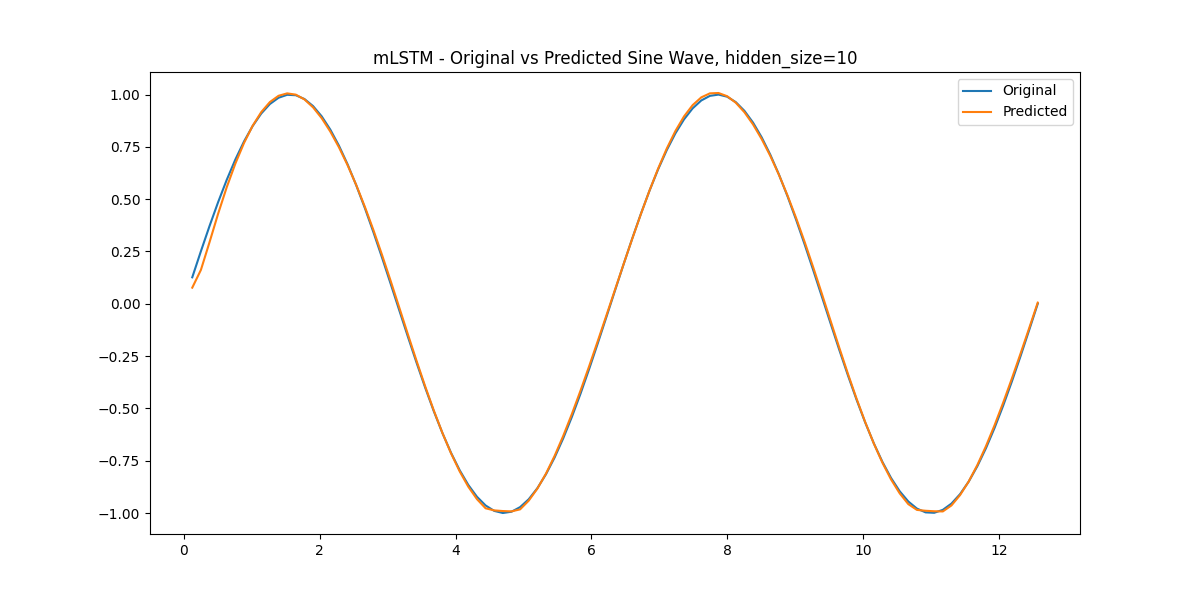 mLSTM - Original vs Predicted Sine Wave, hidden_size=10
Original
Predicted
1.00
0.75
0.50
0.25
0.00
−0.25
−0.50
−0.75
−1.00
0 2 4 6 8 10 12